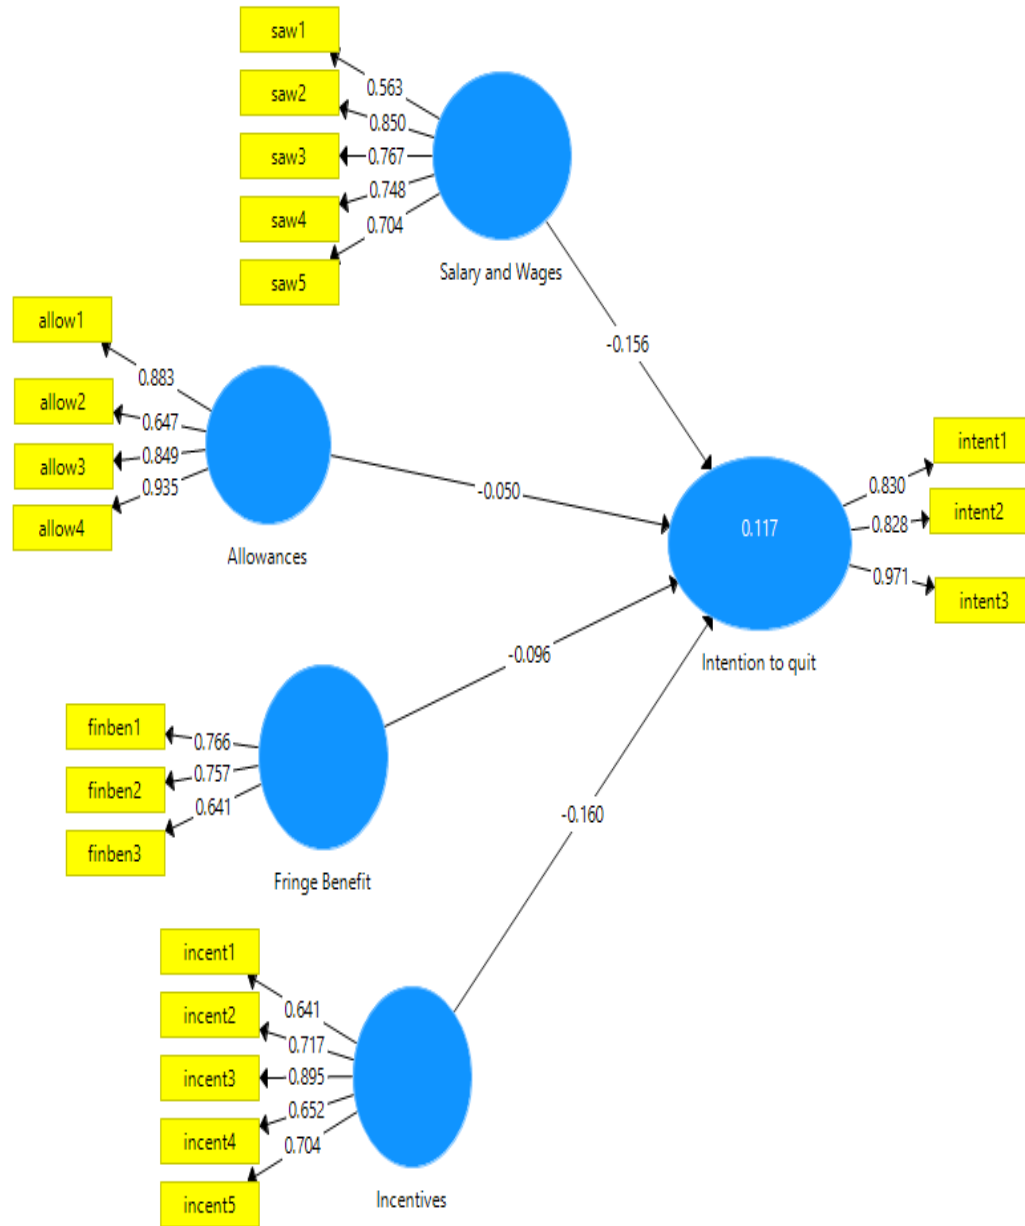 saw1
0.563
saw2
0.850
saw3
0.767
saw4
0.748
saw5
0.704
Salary and Wages
-0.156
allow1
0.883
allow2
0.647
allow3
0.849
allow4
0.935
Allowances
-0.050
0.117
Intention to quit
intent1
0.830
intent2
0.828
intent3
0.971
finben1
0.766
finben2
0.757
finben3
0.641
Fringe Benefit
-0.096
incent1
0.641
incent2
0.717
incent3
0.895
incent4
0.652
incent5
0.704
Incentives
-0.160